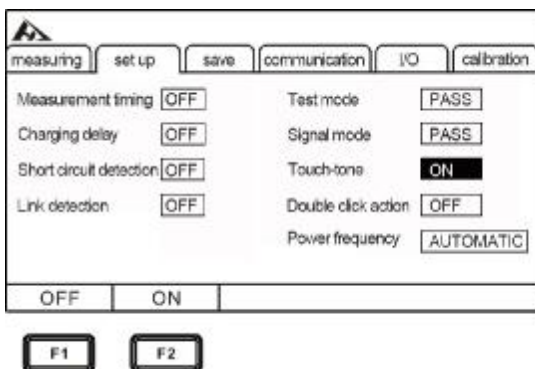 measuring set up save communication I/O calibration
Measurement timing OFF Test mode PASS
Charging delay OFF Signal mode PASS
Short circuit detection OFF Touch-tone ON
Link detection OFF Double click action OFF
Power frequency AUTOMATIC
OFF ON
F1 F2